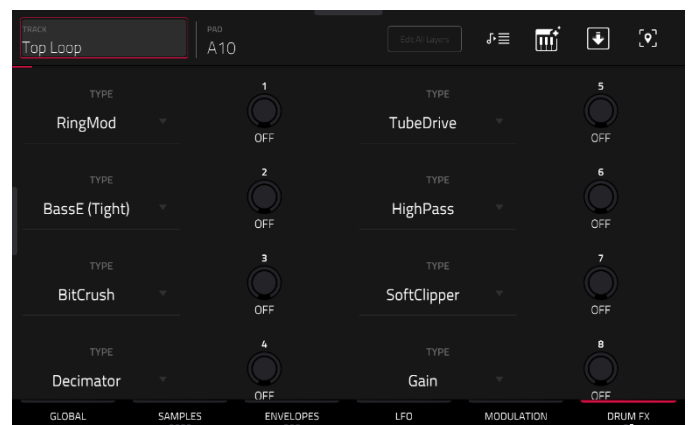 TRACK
Top Loop
PAD
A10
Edit All Layers
TYPE
RingMod
1
OFF
TYPE
TubeDrive
5
OFF
TYPE
BassE (Tight)
2
OFF
TYPE
HighPass
6
OFF
TYPE
BitCrush
3
OFF
TYPE
SoftClipper
7
OFF
TYPE
Decimator
4
OFF
TYPE
Gain
8
OFF
GLOBAL
SAMPLES
ENVELOPES
LFO
MODULATION
DRUM FX